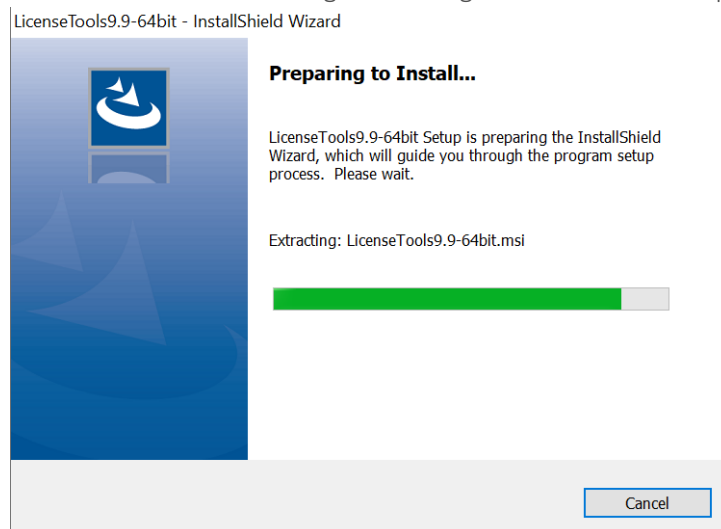 LicenseTools9.9-64bit - InstallShield Wizard
Preparing to Install...
LicenseTools9.9-64bit Setup is preparing the InstallShield
Wizard, which will guide you through the program setup
process. Please wait.
Extracting: LicenseTools9.9-64bit.msi
Cancel